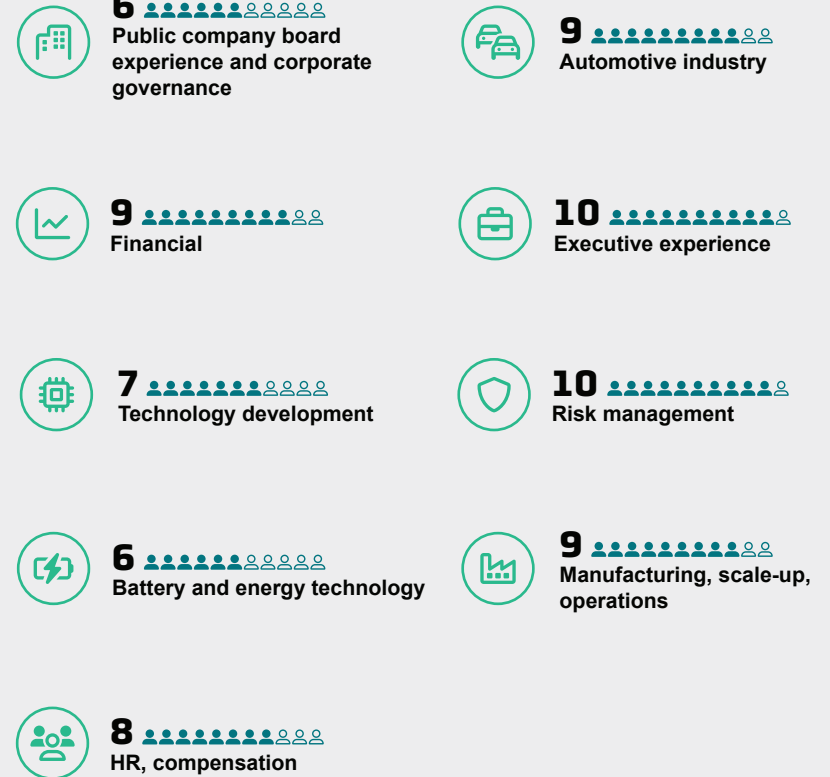 6
Public company board
experience and corporate
governance
9
Automotive industry
9
Financial
10
Executive experience
7
Technology development
10
Risk management
6
Battery and energy technology
9
Manufacturing, scale-up,
operations
8
HR, compensation